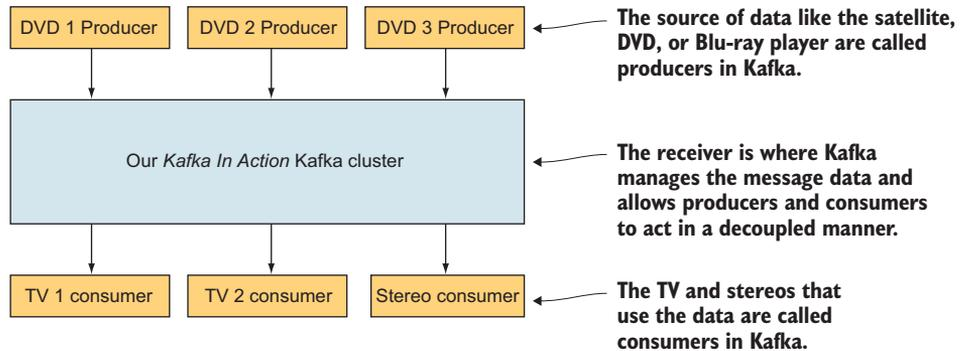 DVD 1 Producer
DVD 2 Producer
DVD 3 Producer
The source of data like the satellite,
DVD, or Blu-ray player are called
producers in Kafka.
Our Kafka In Action Kafka cluster
The receiver is where Kafka
manages the message data and
allows producers and consumers
to act in a decoupled manner.
TV 1 consumer
TV 2 consumer
Stereo consumer
The TV and stereos that
use the data are called
consumers in Kafka.